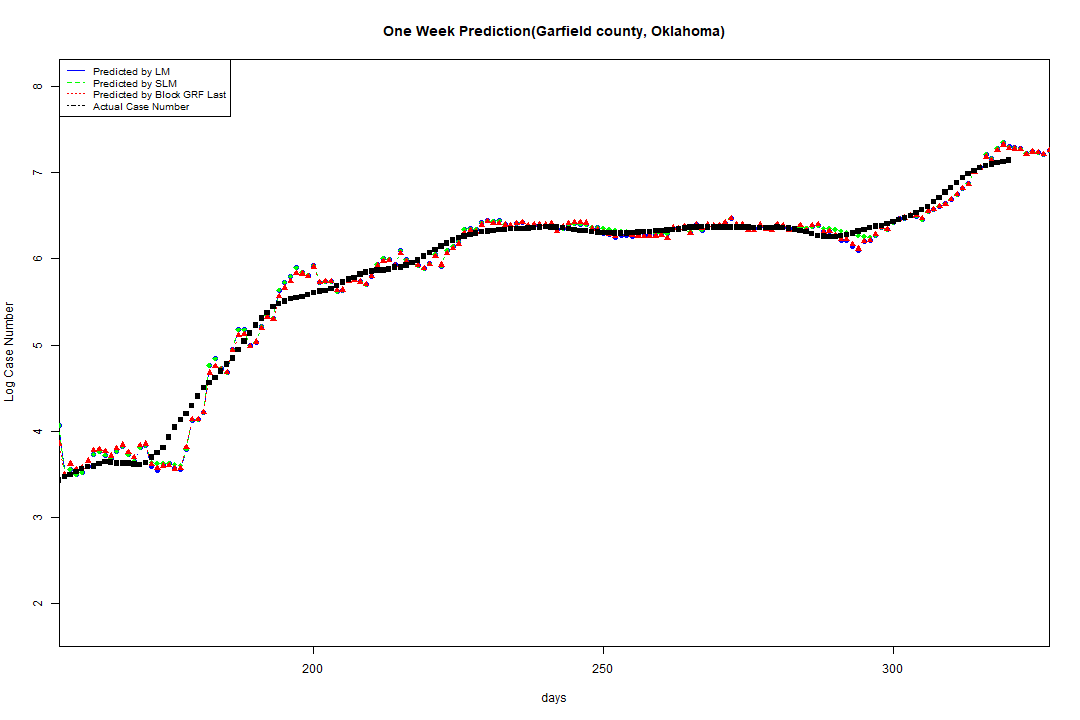 One Week Prediction(Garfield county, Oklahoma)
Predicted by LM
Predicted by SLM
Predicted by Block GRF Last
Actual Case Number
8
7
6
5
4
3
2
Log Case Number
200 250 300
days